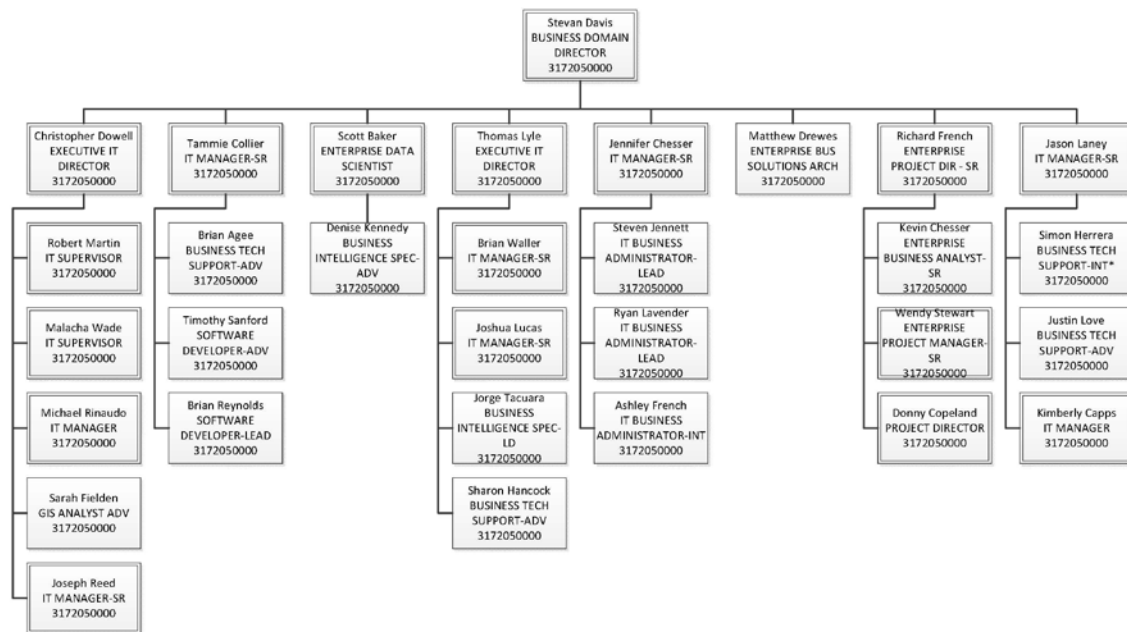 Stevan Davis
BUSINESS DOMAIN
DIRECTOR
3172050000
Christopher Dowell
EXECUTIVE IT
DIRECTOR
3172050000
Tammie Collier
IT MANAGER-SR
3172050000
Scott Baker
ENTERPRISE DATA
SCIENTIST
3172050000
Thomas Lyle
EXECUTIVE IT
DIRECTOR
3172050000
Jennifer Chesser
IT MANAGER-SR
3172050000
Matthew Drewes
ENTERPRISE BUS
SOLUTIONS ARCH
3172050000
Richard French
ENTERPRISE
PROJECT DIR - SR
3172050000
Jason Laney
IT MANAGER-SR
3172050000
Robert Martin
IT SUPERVISOR
3172050000
Malacha Wade
IT SUPERVISOR
3172050000
Michael Rinaudo
IT MANAGER
3172050000
Sarah Fielden
GIS ANALYST ADV
3172050000
Joseph Reed
IT MANAGER-SR
3172050000
Brian Agee
BUSINESS TECH
SUPPORT-ADV
3172050000
Timothy Sanford
SOFTWARE
DEVELOPER-ADV
3172050000
Brian Reynolds
SOFTWARE
DEVELOPER-LEAD
3172050000
Denise Kennedy
BUSINESS
INTELLIGENCE SPEC-
ADV
3172050000
Brian Waller
IT MANAGER-SR
3172050000
Joshua Lucas
IT MANAGER-SR
3172050000
Jorge Tacuara
BUSINESS
INTELLIGENCE SPEC-
LD
3172050000
Sharon Hancock
BUSINESS TECH
SUPPORT-ADV
3172050000
Steven Jennett
IT BUSINESS
ADMINISTRATOR-
LEAD
3172050000
Ryan Lavender
IT BUSINESS
ADMINISTRATOR-
LEAD
3172050000
Ashley French
IT BUSINESS
ADMINISTRATOR-INT
3172050000
Kevin Chesser
ENTERPRISE
BUSINESS ANALYST-
SR
3172050000
Wendy Stewart
ENTERPRISE
PROJECT MANAGER-
SR
3172050000
Donny Copeland
PROJECT DIRECTOR
3172050000
Simon Herrera
BUSINESS TECH
SUPPORT-INT*
3172050000
Justin Love
BUSINESS TECH
SUPPORT-ADV
3172050000
Kimberly Capps
IT MANAGER
3172050000